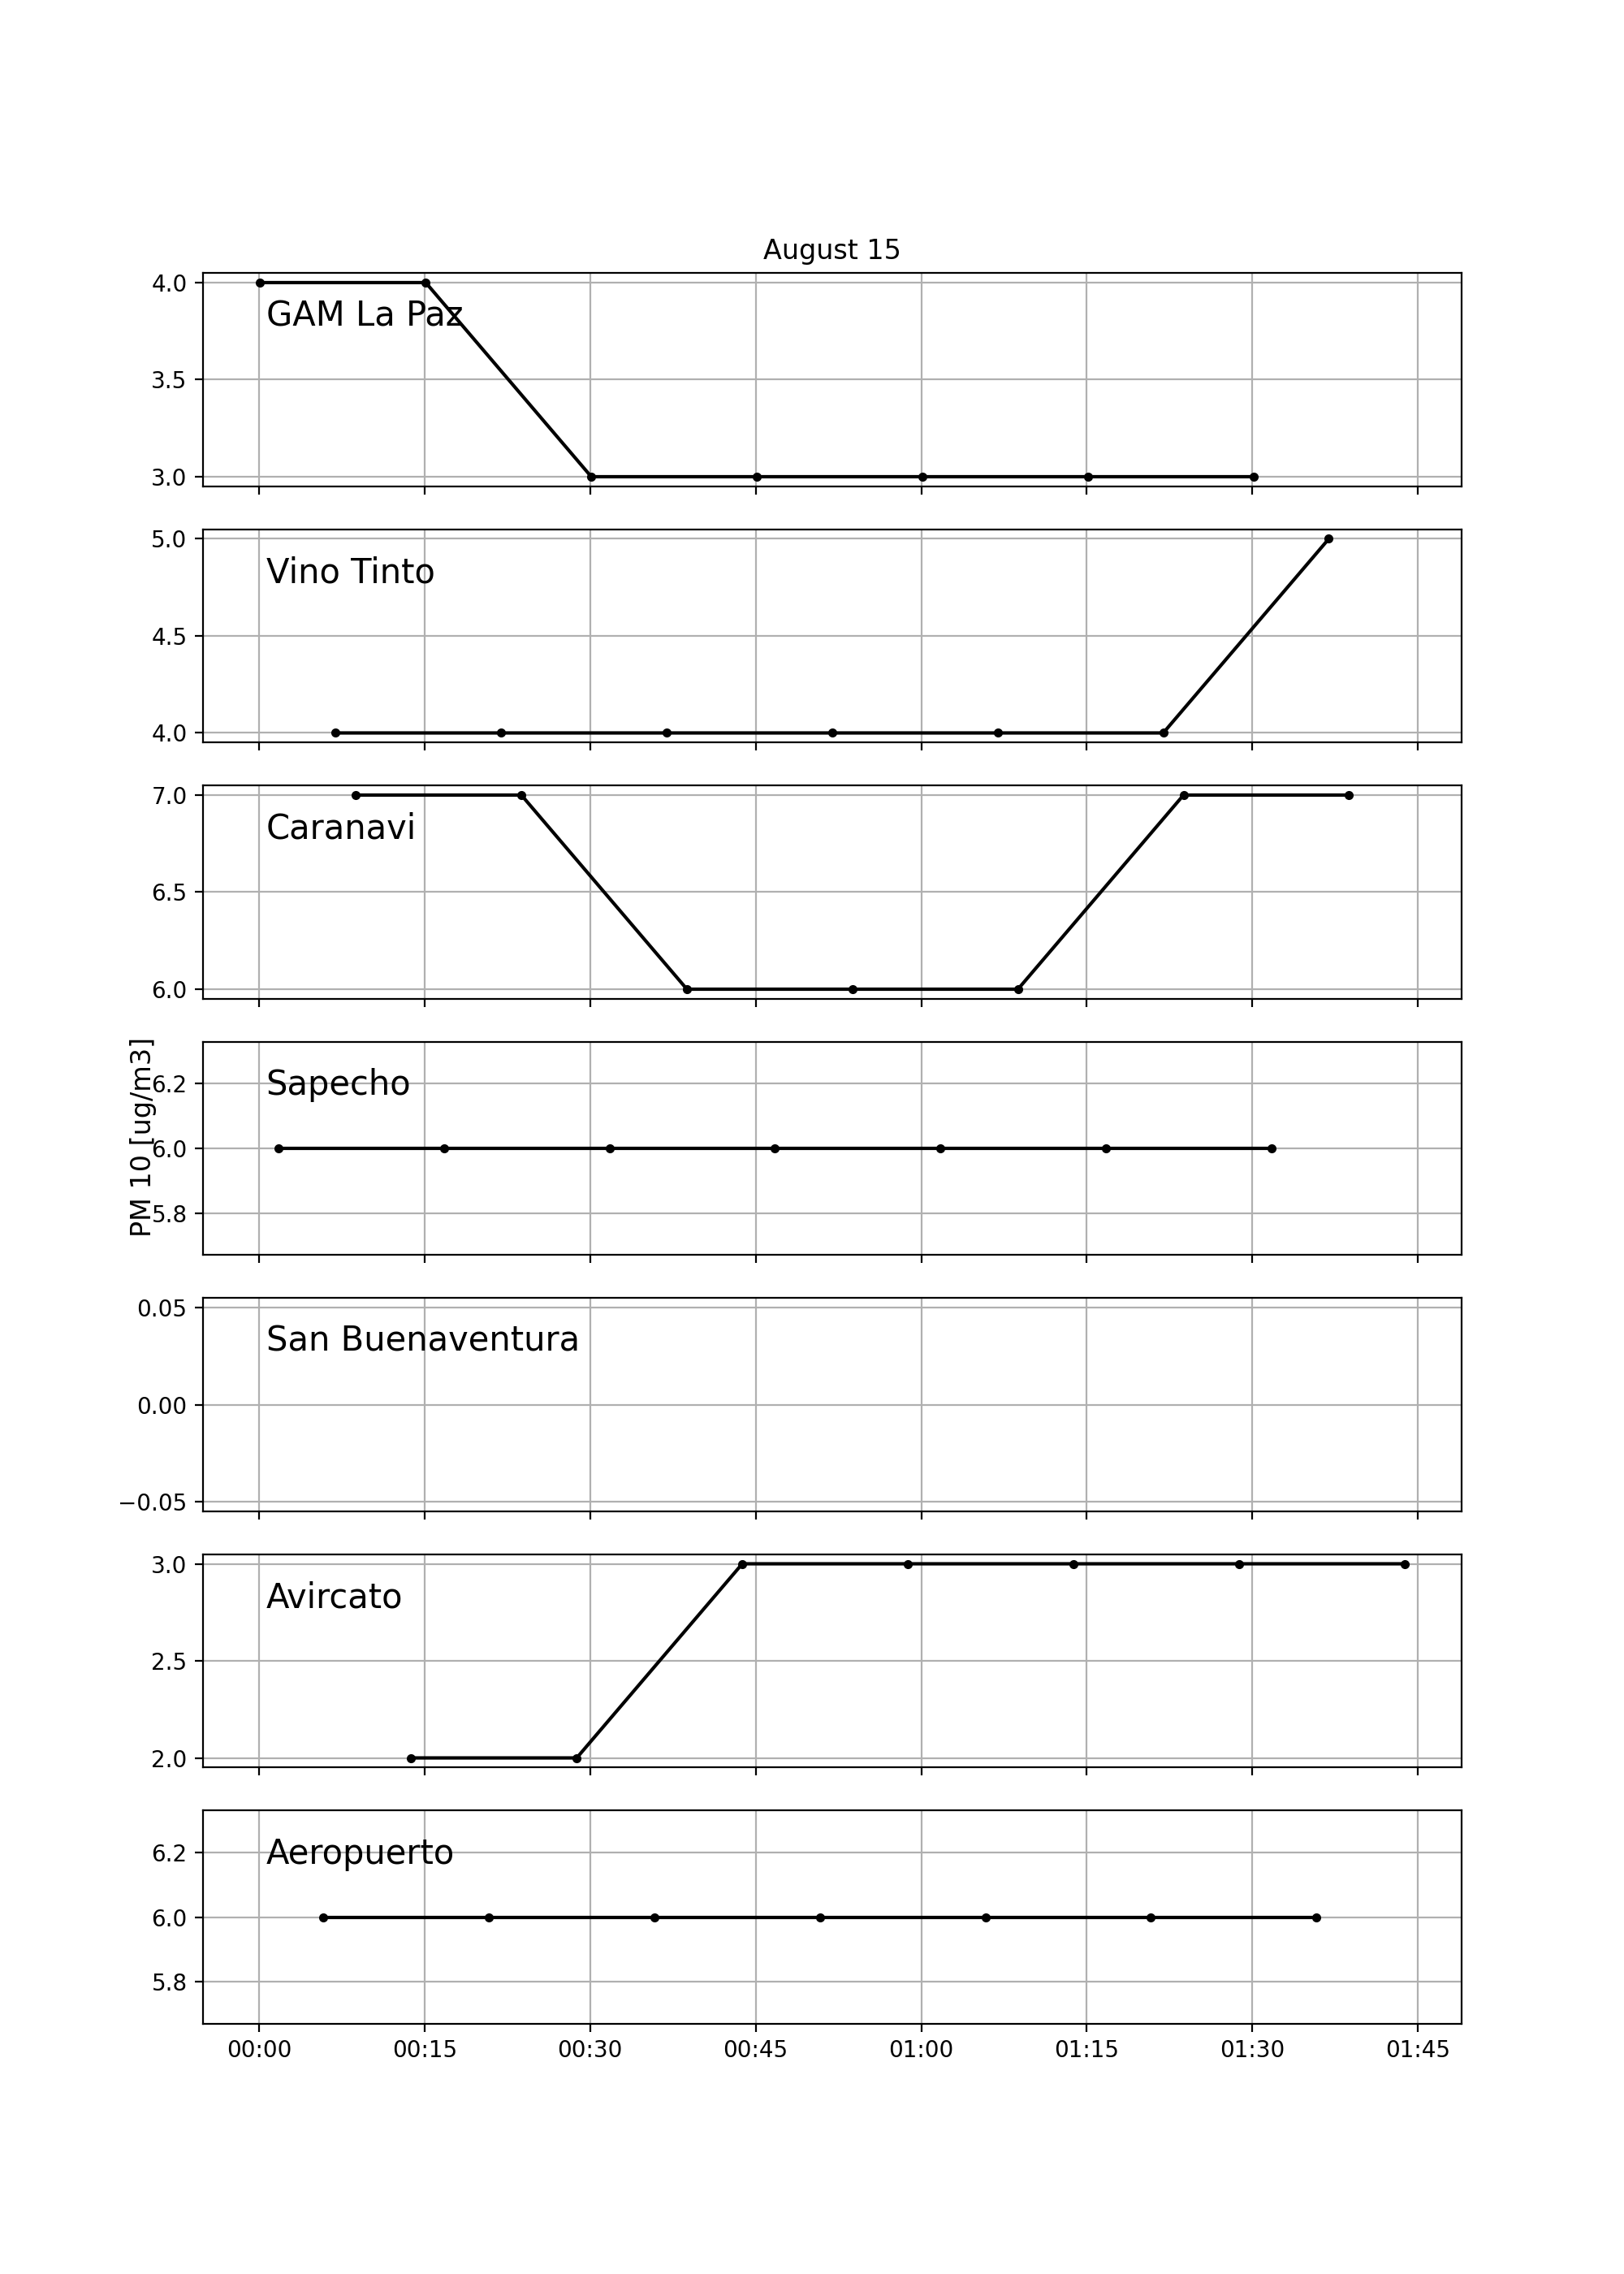 August 15
4.0
GAM La Paz
3.5
3.0
5.0
Vino Tinto
4.5
4.0
7.0
Caranavi
6.5
6.0
PM 10 [ug/m3]
6.2
Sapecho
6.0
5.8
0.05
San Buenaventura
0.00
−0.05
3.0
Avircato
2.5
2.0
6.2
Aeropuerto
6.0
5.8
00:00 00:15 00:30 00:45 01:00 01:15 01:30 01:45